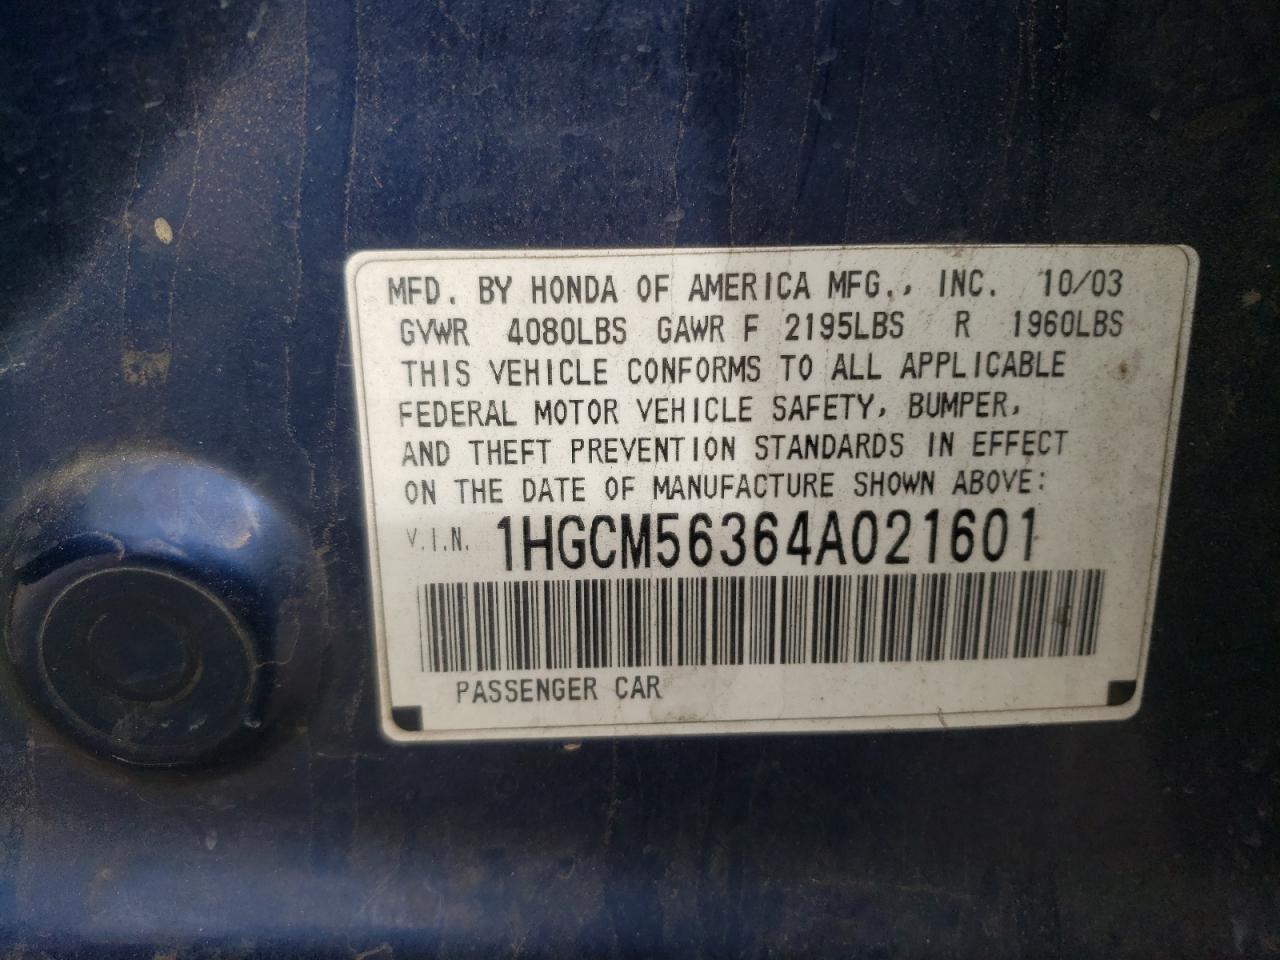 MFD. BY HONDA OF AMERICA MFG., INC. 10/03
GVWR 4080LBS GAWR F 2195LBS R 1960LBS
THIS VEHICLE CONFORMS TO ALL APPLICABLE
FEDERAL MOTOR VEHICLE SAFETY, BUMPER,
AND THEFT PREVENTION STANDARDS IN EFFECT
ON THE DATE OF MANUFACTURE SHOWN ABOVE:
V.I.N. 1HGCM56364A021601
PASSENGER CAR